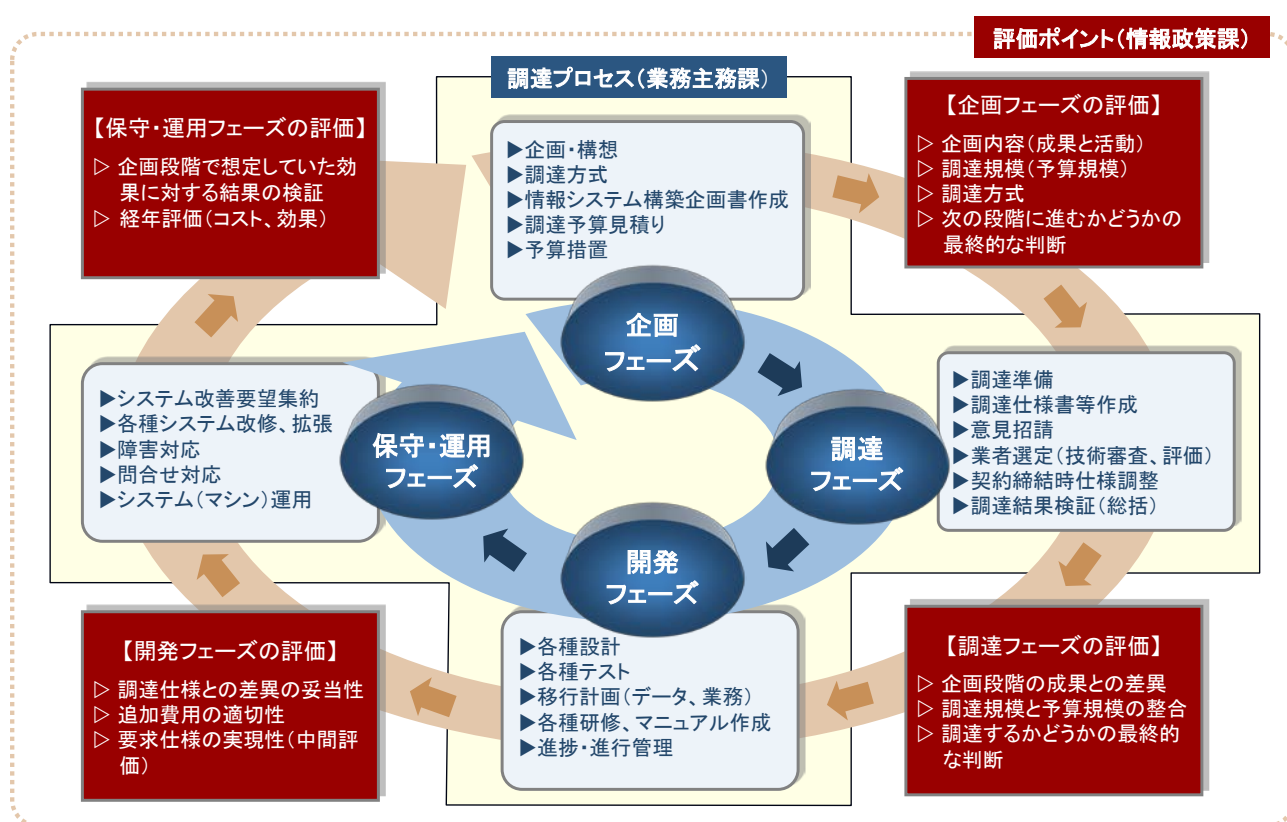 評価ポイント(情報政策課)
調達プロセス(業務主務課)
【保守・運用フェーズの評価】
▷ 企画段階で想定していた効
果に対する結果の検証
▷ 経年評価(コスト、効果)
▶企画・構想
▶調達方式
▶情報システム構築企画書作成
▶調達予算見積り
▶予算措置
【企画フェーズの評価】
▷ 企画内容(成果と活動)
▷ 調達規模(予算規模)
▷ 調達方式
▷ 次の段階に進むかどうかの
最終的な判断
企画
フェーズ
▶システム改善要望集約
▶各種システム改修、拡張
▶障害対応
▶問合せ対応
▶システム(マシン)運用
保守・運用
フェーズ
調達
フェーズ
▶調達準備
▶調達仕様書等作成
▶意見招請
▶業者選定(技術審査、評価)
▶契約締結時仕様調整
▶調達結果検証(総括)
開発
フェーズ
【開発フェーズの評価】
▷ 調達仕様との差異の妥当性
▷ 追加費用の適切性
▷ 要求仕様の実現性(中間評
価)
▶各種設計
▶各種テスト
▶移行計画(データ、業務)
▶各種研修、マニュアル作成
▶進捗・進行管理
【調達フェーズの評価】
▷ 企画段階の成果との差異
▷ 調達規模と予算規模の整合
▷ 調達するかどうかの最終的
な判断